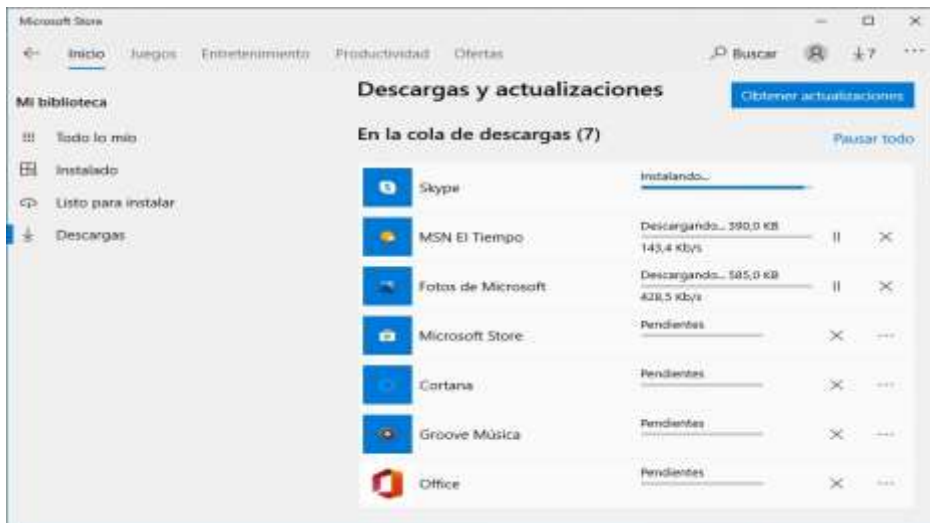 Microsoft Store
Inicio Juegos Entretenimiento Productividad Ofertas Buscar 7
Mi biblioteca
Todo lo mío
Instalado
Listo para instalar
Descargas
Descargas y actualizaciones
Obtener actualizaciones
En la cola de descargas (7)
Pausar todo
Skype
Instalando...
MSN El Tiempo
Descargando... 390,0 KB
143,4 Kb/s
Fotos de Microsoft
Descargando... 585,0 KB
428,5 Kb/s
Microsoft Store
Pendientes
Cortana
Pendientes
Groove Música
Pendientes
Office
Pendientes